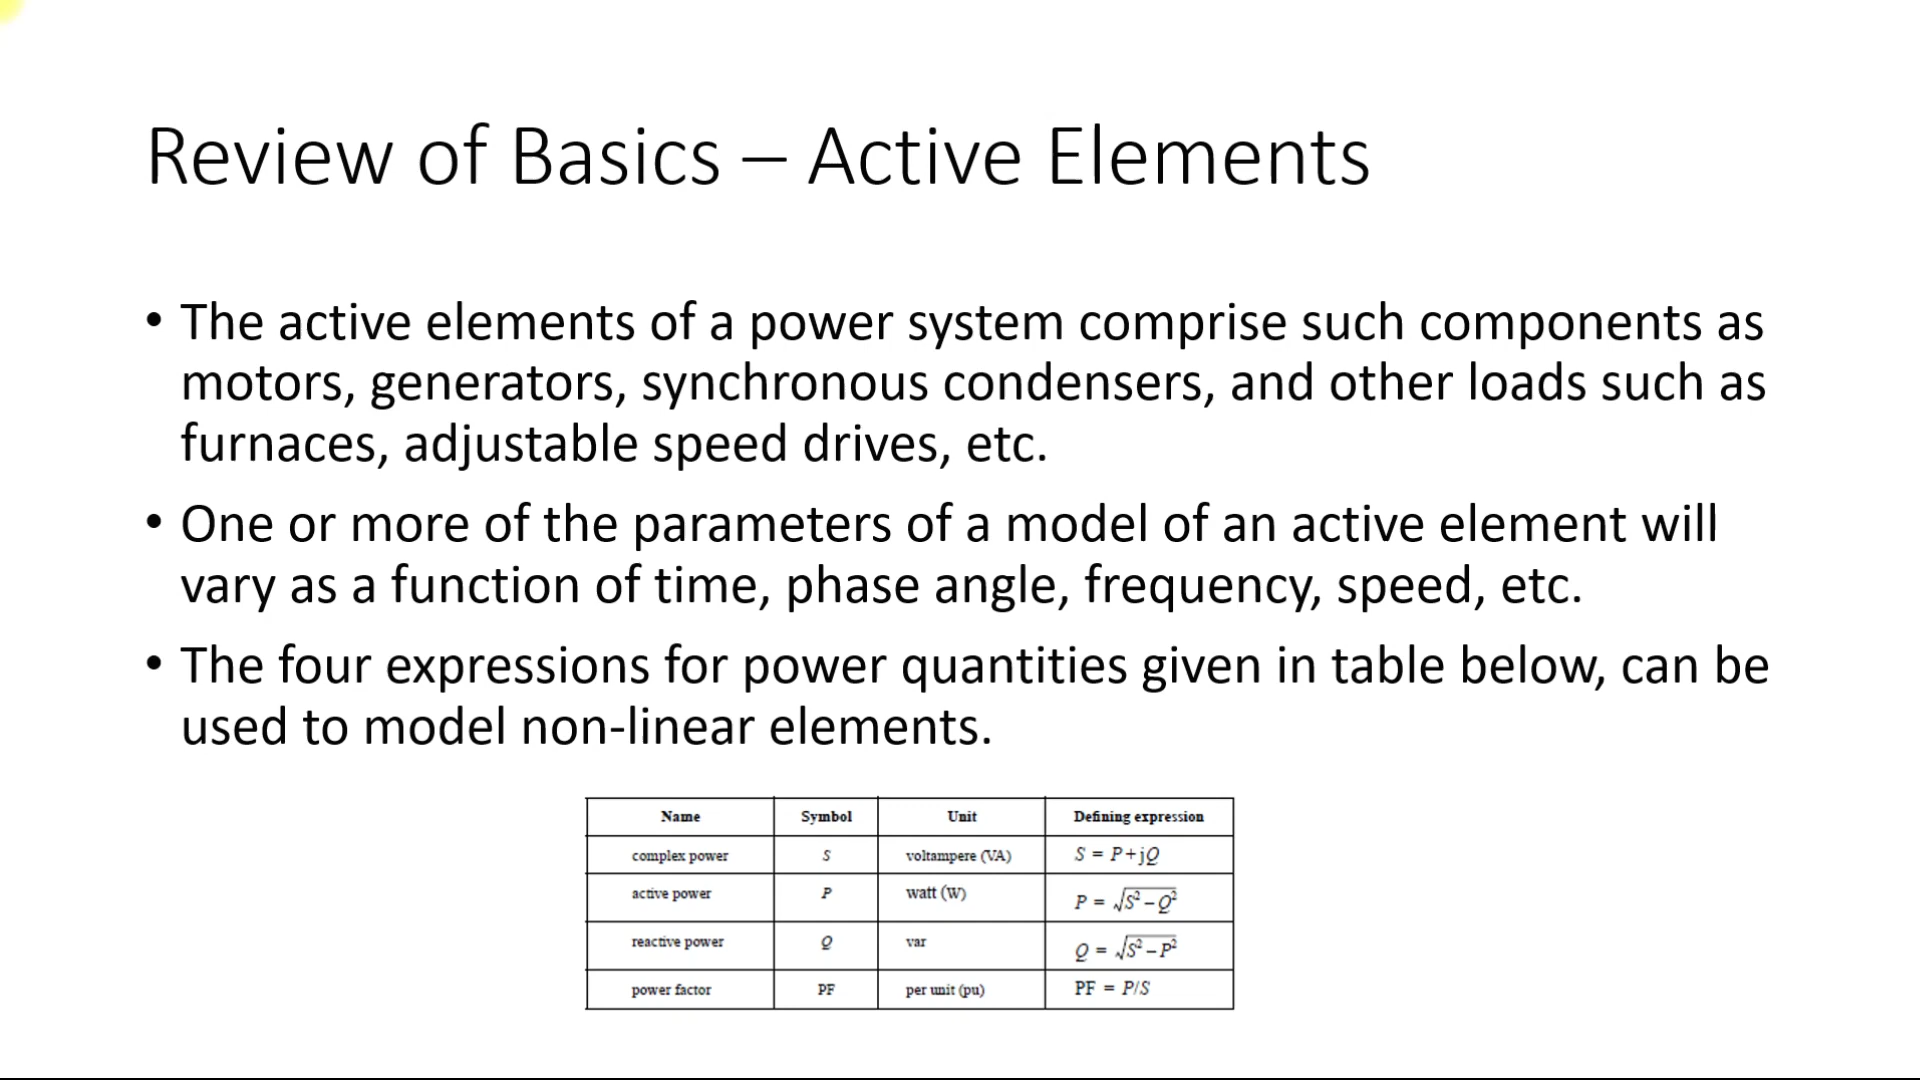 Review of Basics – Active Elements
• The active elements of a power system comprise such components as
motors, generators, synchronous condensers, and other loads such as
furnaces, adjustable speed drives, etc.
• One or more of the parameters of a model of an active element will
vary as a function of time, phase angle, frequency, speed, etc.
• The four expressions for power quantities given in table below, can be
used to model non-linear elements.
Name Symbol Unit Defining expression
complex power S voltampere (VA) S = P+jQ
active power P watt (W) P = √S²–Q²
reactive power Q var Q = √S²–P²
power factor PF per unit (pu) PF = P/S